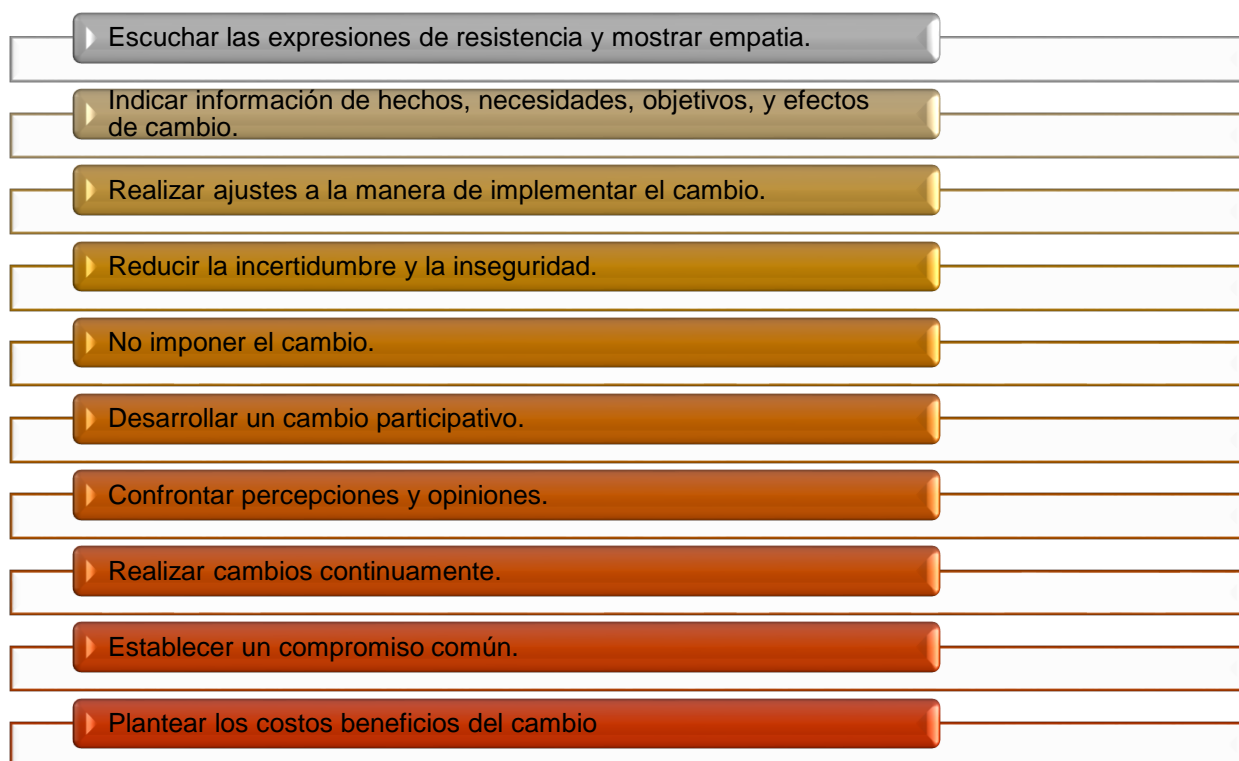 Escuchar las expresiones de resistencia y mostrar empatia.
Indicar información de hechos, necesidades, objetivos, y efectos
de cambio.
Realizar ajustes a la manera de implementar el cambio.
Reducir la incertidumbre y la inseguridad.
No imponer el cambio.
Desarrollar un cambio participativo.
Confrontar percepciones y opiniones.
Realizar cambios continuamente.
Establecer un compromiso común.
Plantear los costos beneficios del cambio